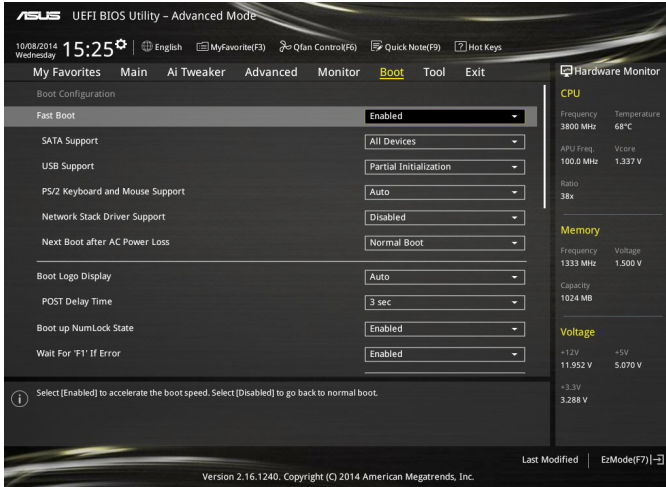 ASUS UEFI BIOS Utility – Advanced Mode
10/08/2014 Wednesday 15:25 English MyFavorite(F3) Qfan Control(F6) Quick Note(F9) ? Hot Keys
My Favorites Main Ai Tweaker Advanced Monitor Boot Tool Exit
Boot Configuration
Fast Boot Enabled
SATA Support All Devices
USB Support Partial Initialization
PS/2 Keyboard and Mouse Support Auto
Network Stack Driver Support Disabled
Next Boot after AC Power Loss Normal Boot
Boot Logo Display Auto
POST Delay Time 3 sec
Boot up NumLock State Enabled
Wait For 'F1' If Error Enabled
i Select [Enabled] to accelerate the boot speed. Select [Disabled] to go back to normal boot.
Hardware Monitor
CPU
Frequency Temperature
3800 MHz 68°C
APU Freq. Vcore
100.0 MHz 1.337 V
Ratio
38x
Memory
Frequency Voltage
1333 MHz 1.500 V
Capacity
1024 MB
Voltage
+12V +5V
11.952 V 5.070 V
+3.3V
3.288 V
Last Modified EzMode(F7)
Version 2.16.1240. Copyright (C) 2014 American Megatrends, Inc.